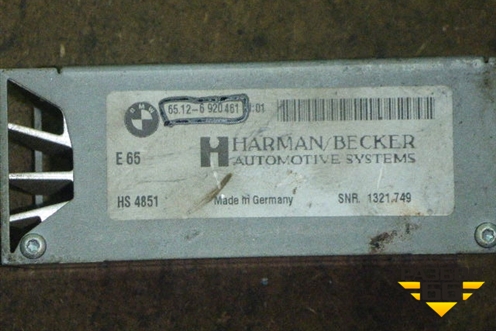 BMW
65.12-6 920 461
:01
E 65
HARMAN/BECKER
AUTOMOTIVE SYSTEMS
HS 4851
Made in Germany
SNR. 1321.749